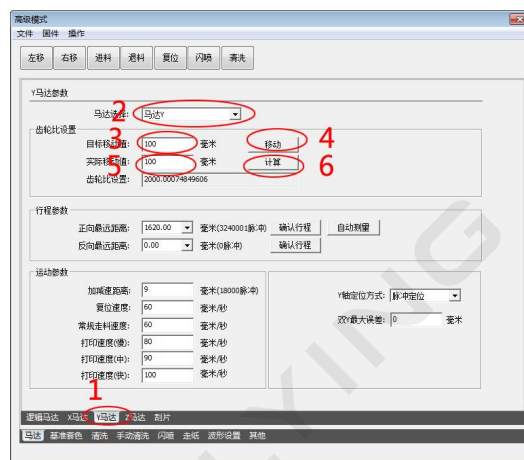 高级模式
文件 固件 操作
左移 右移 进料 退料 复位 闪喷 清洗
Y马达参数
2
马达选择: 马达Y
齿轮比设置
3 目标移动值: 100 毫米 移动 4
5 实际移动值: 100 毫米 计算 6
齿轮比设置: 2000.00074849606
行程参数
正向最远距离: 1620.00 毫米(3240001脉冲) 确认行程 自动测量
反向最远距离: 0.00 毫米(0脉冲) 确认行程
运动参数
加减速距离: 9 毫米(18000脉冲)
复位速度: 60 毫米/秒
常规走料速度: 60 毫米/秒
打印速度(慢): 80 毫米/秒
打印速度(中): 90 毫米/秒
打印速度(快): 100 毫米/秒
Y轴定位方式: 脉冲定位
双Y最大误差: 0 毫米
1
逻辑马达 X马达 Y马达 Z马达 刮片
马达 基准套色 清洗 手动清洗 闪喷 走纸 波形设置 其他
YING